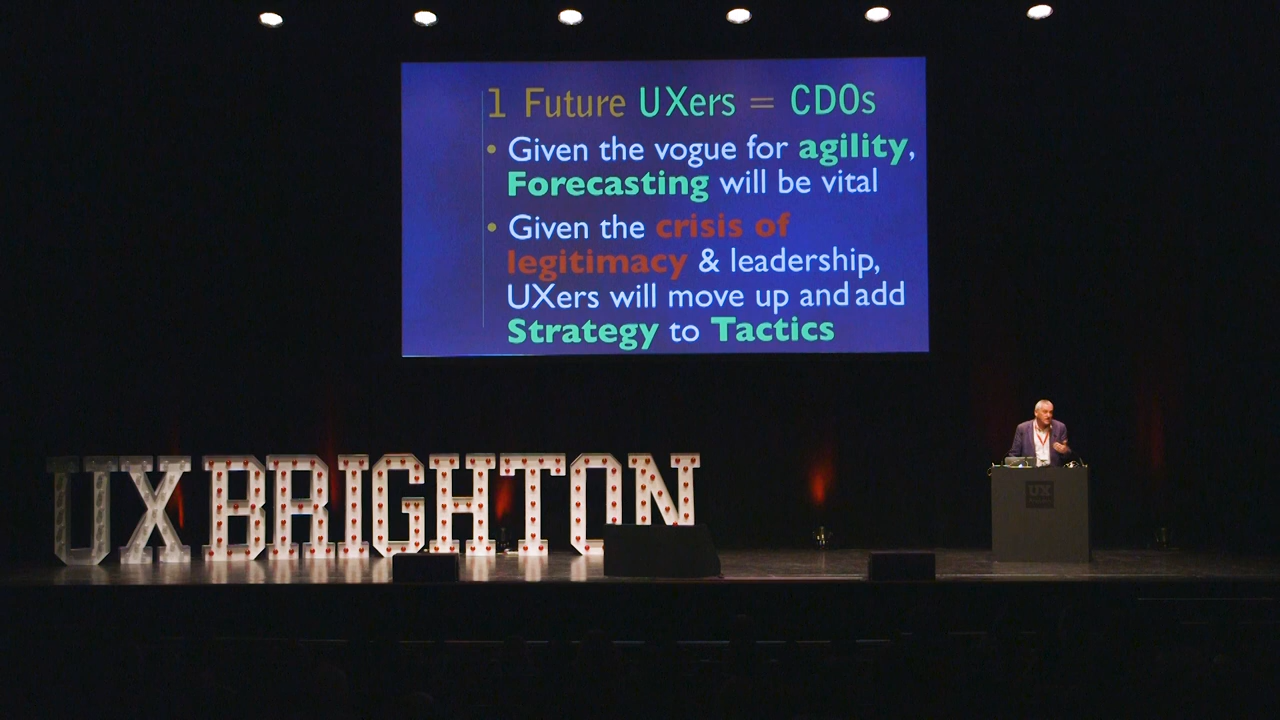 1 Future UXers = CDOs
• Given the vogue for agility,
Forecasting will be vital
• Given the crisis of
legitimacy & leadership,
UXers will move up and add
Strategy to Tactics
UX BRIGHTON
UX